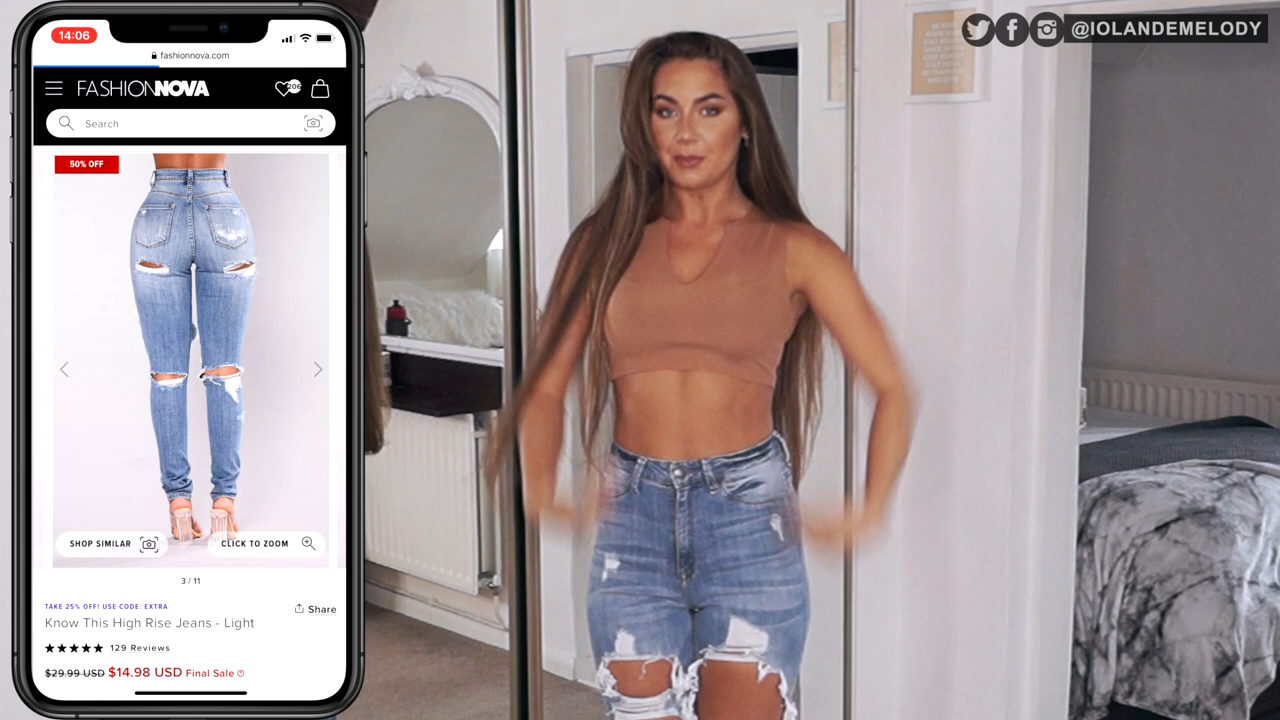 14:06
fashionnova.com
FASHIONNOVA
Search
50% OFF
SHOP SIMILAR
CLICK TO ZOOM
3 / 11
TAKE 25% OFF! USE CODE: EXTRA
Share
Know This High Rise Jeans - Light
129 Reviews
$29.99 USD $14.98 USD Final Sale
@IOLANDEMELODY